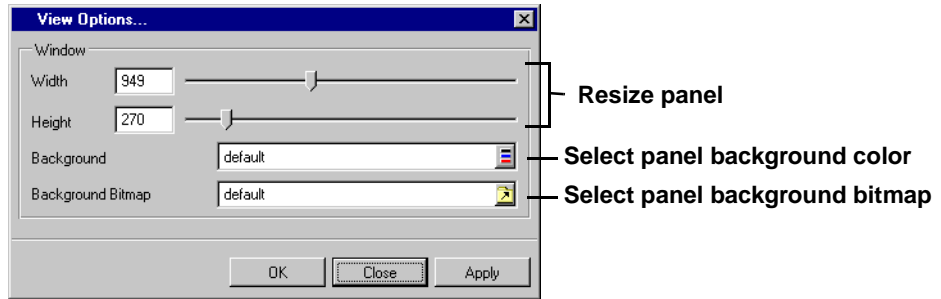 View Options...
Window
Width 949
Height 270
Resize panel
Background default
Select panel background color
Background Bitmap default
Select panel background bitmap
OK Close Apply